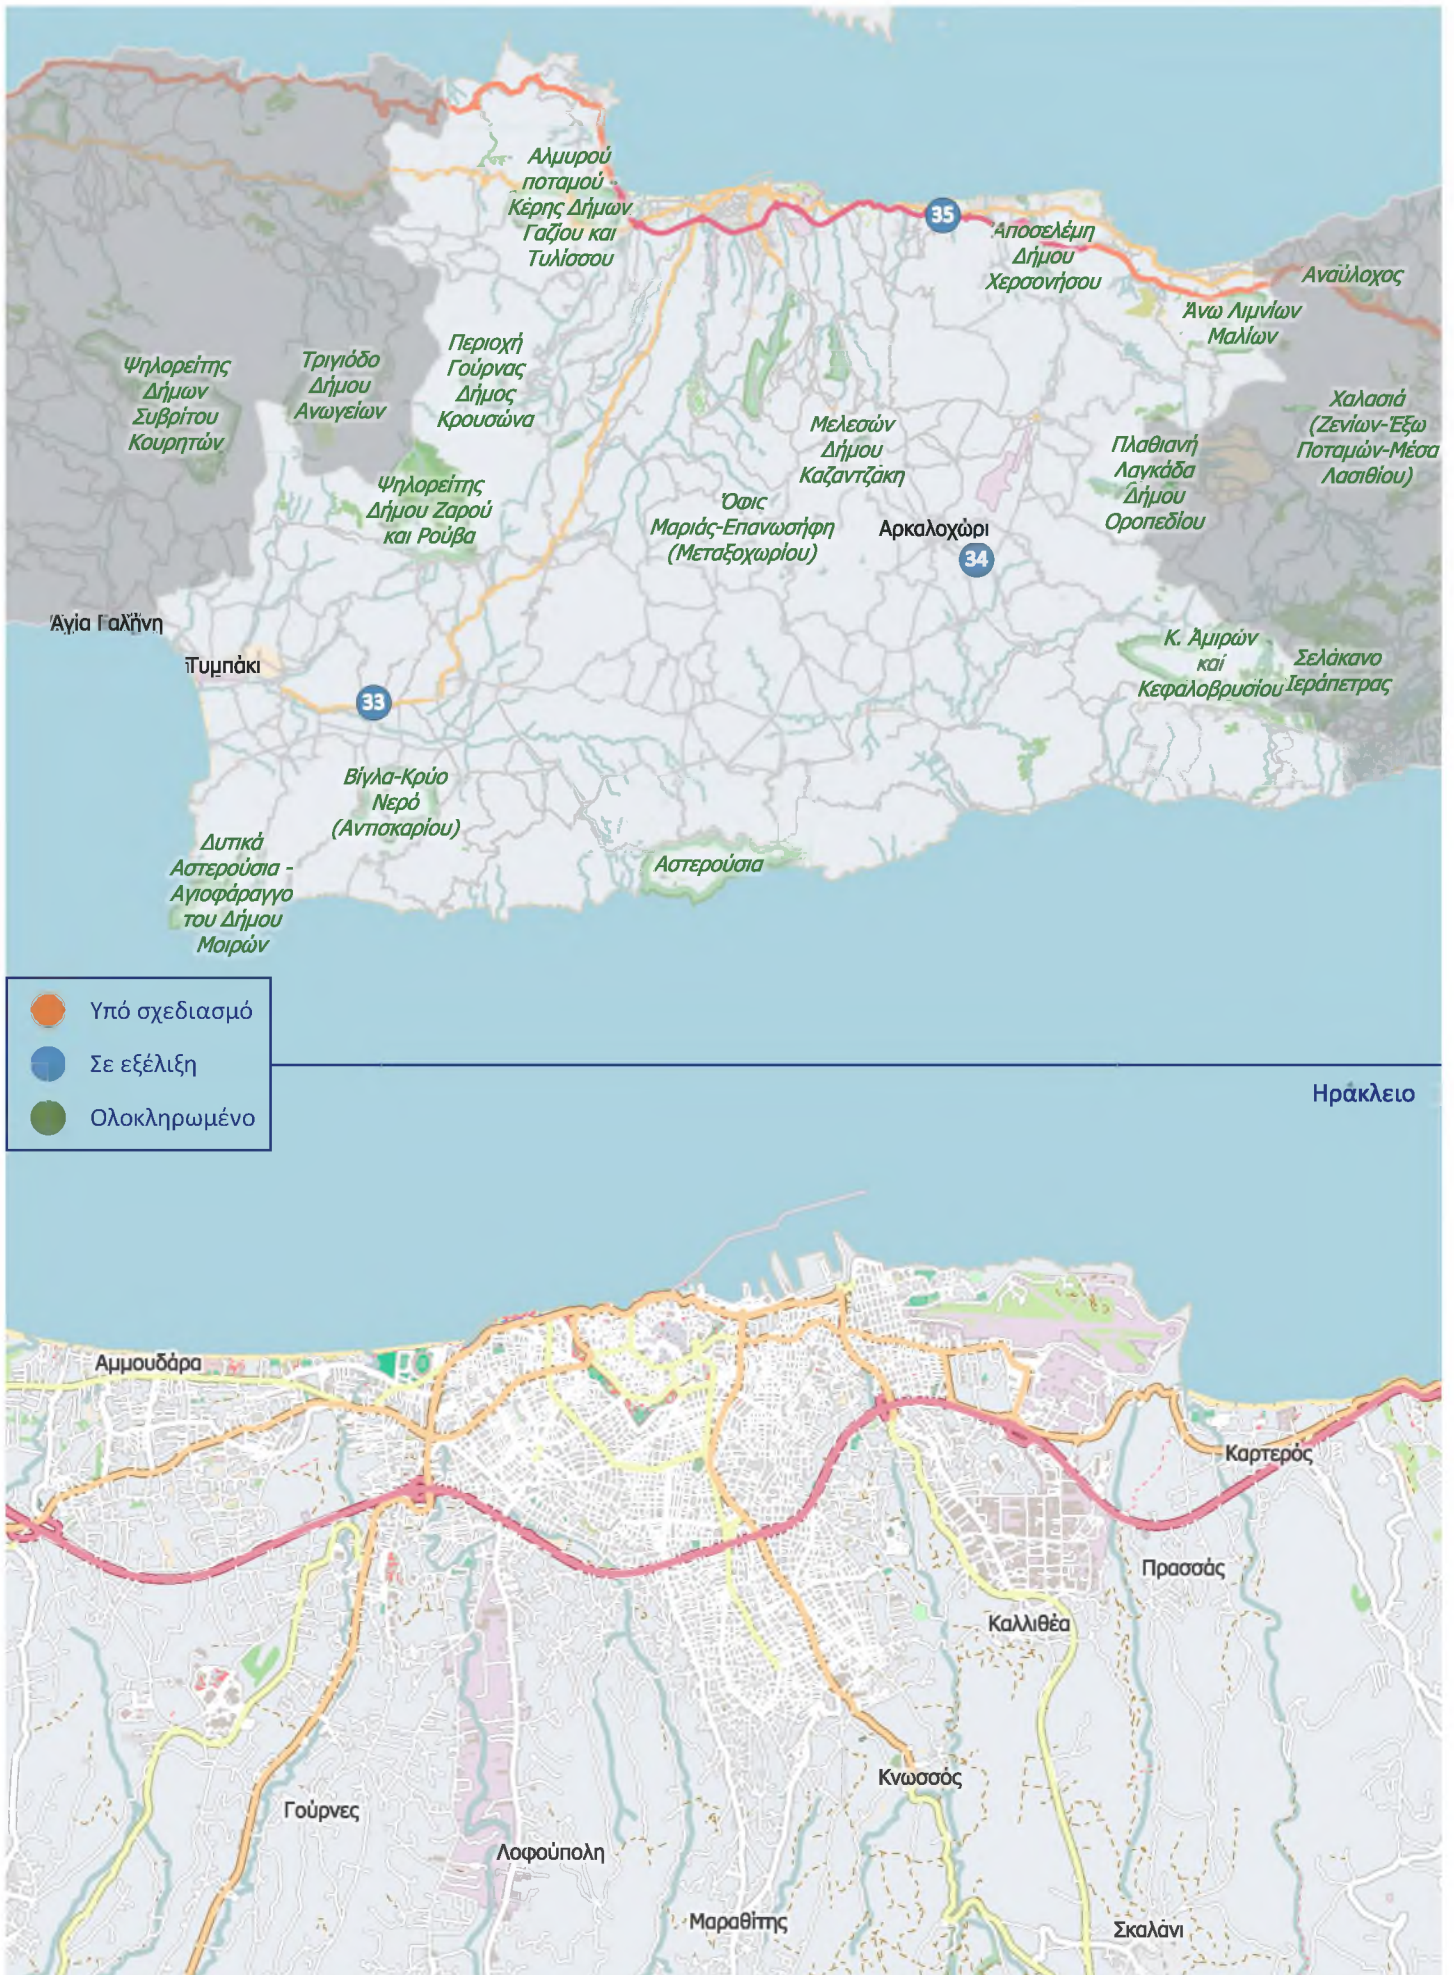 Αλμυρού
ποταμού -
Κέρης Δήμων
Γαζίου και
Τυλίσσου
35
Αποσελέμη
Δήμου
Χερσονήσου
Αναύλοχος
Άνω Λιμνίων
Μαλίων
Ψηλορείτης
Δήμων
Συβρίτου
Κουρητών
Τριγιόδο
Δήμου
Ανωγείων
Περιοχή
Γούρνας
Δήμος
Κρουσώνα
Χαλασιά
(Ζενίων-Έξω
Ποταμών-Μέσα
Λασιθίου)
Μελεσών
Δήμου
Καζαντζάκη
Πλαθιανή
Λαγκάδα
Δήμου
Οροπεδίου
Ψηλορείτης
Δήμου Ζαρού
και Ρούβα
Όφις
Μαριάς-Επανωσήφη
(Μεταξοχωρίου)
Αρκαλοχώρι
34
Αγία Γαλήνη
Τυμπάκι
Κ. Άμιρών
καί
Κεφαλοβρυσίου
Σελάκανο
Ιεράπετρας
33
Βίγλα-Κρύο
Νερό
(Αντισκαρίου)
Δυτικά
Αστερούσια -
Αγιοφάραγγο
του Δήμου
Μοιρών
Αστερούσια
Υπό σχεδιασμό
Σε εξέλιξη
Ολοκληρωμένο
Ηράκλειο
Αμμουδάρα
Καρτερός
Πρασσάς
Καλλιθέα
Κνωσσός
Γούρνες
Λοφούπολη
Μαραθίτης
Σκαλάνι